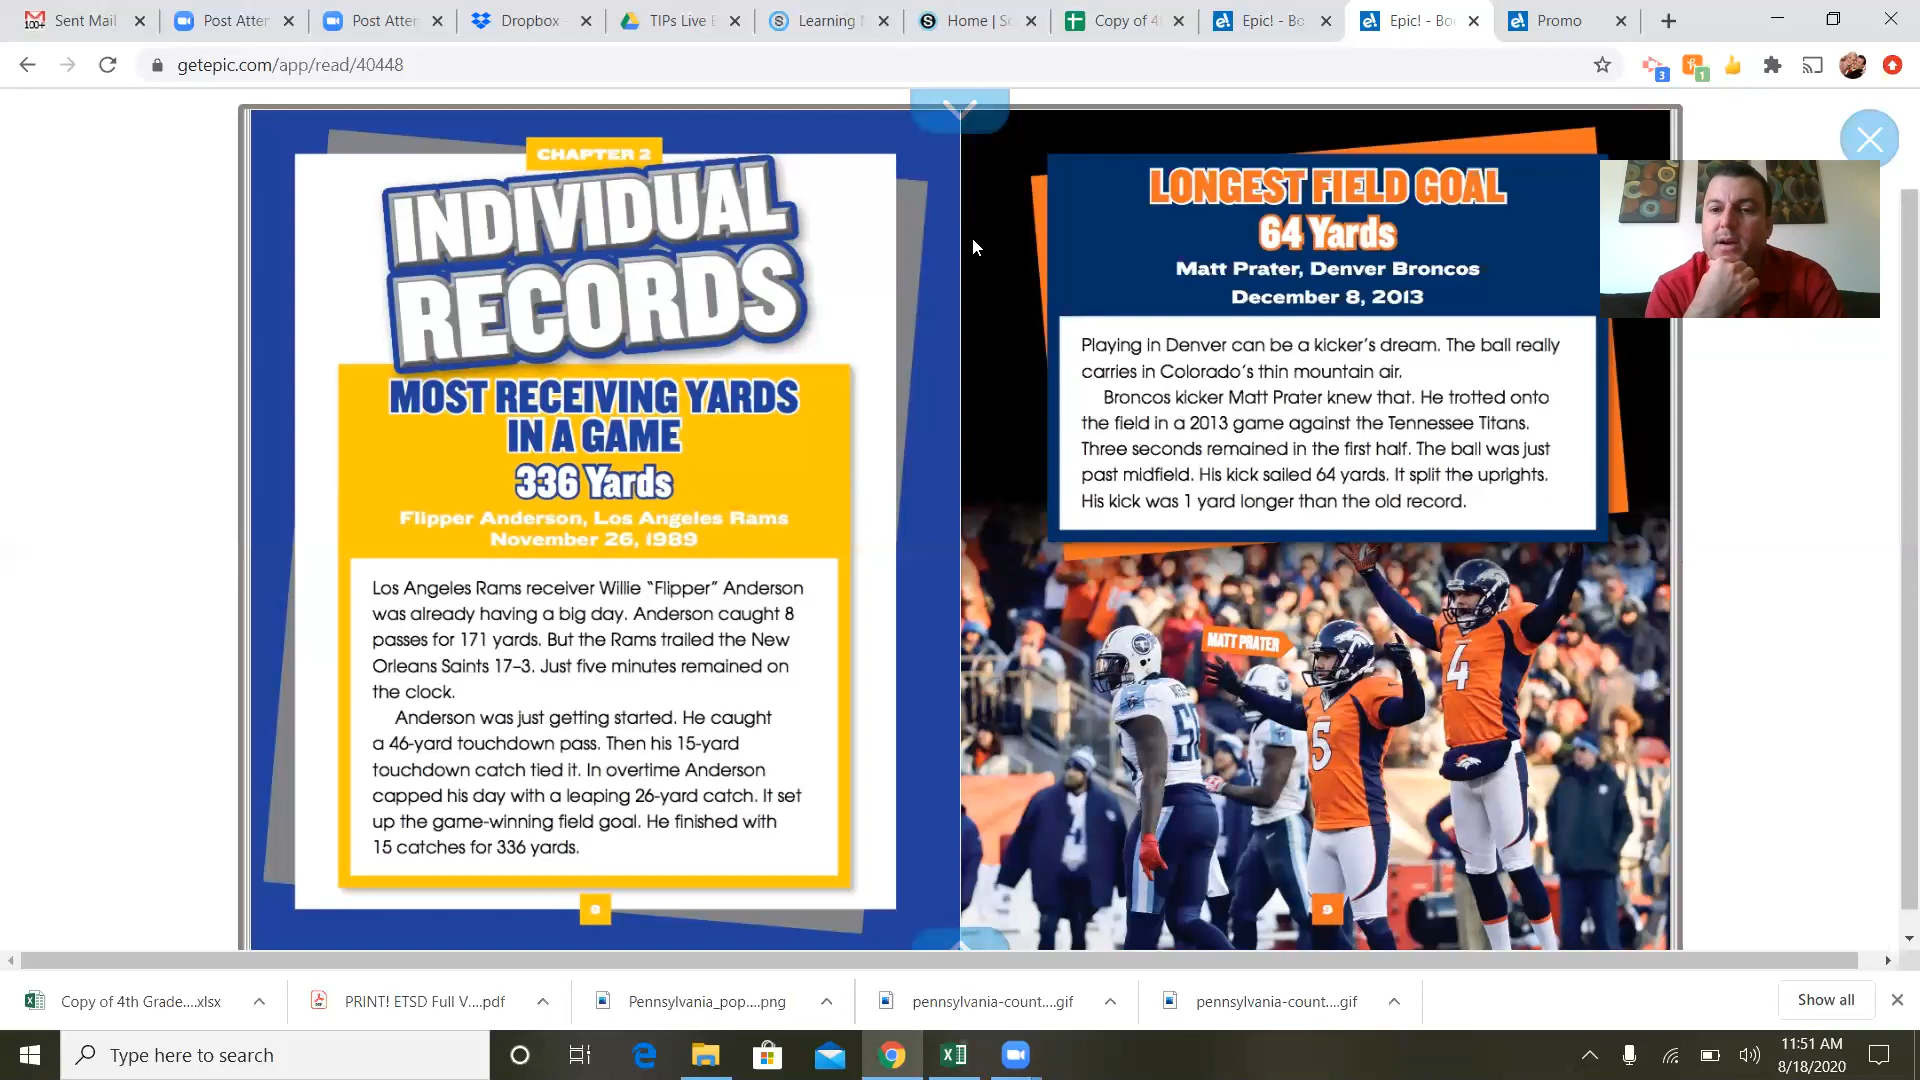 Sent Mail
Post Atter
Post Atter
Dropbox
TIPs Live
Learning
Home | S
Copy of 4
Epic! - Bo
Epic! - Bo
Promo
getepic.com/app/read/40448
3
1
CHAPTER 2
INDIVIDUAL
RECORDS
MOST RECEIVING YARDS
IN A GAME
336 Yards
Flipper Anderson, Los Angeles Rams
November 26, 1989
Los Angeles Rams receiver Willie “Flipper” Anderson
was already having a big day. Anderson caught 8
passes for 171 yards. But the Rams trailed the New
Orleans Saints 17–3. Just five minutes remained on
the clock.
Anderson was just getting started. He caught
a 46-yard touchdown pass. Then his 15-yard
touchdown catch tied it. In overtime Anderson
capped his day with a leaping 26-yard catch. It set
up the game-winning field goal. He finished with
15 catches for 336 yards.
8
LONGEST FIELD GOAL
64 Yards
Matt Prater, Denver Broncos
December 8, 2013
Playing in Denver can be a kicker’s dream. The ball really
carries in Colorado’s thin mountain air.
Broncos kicker Matt Prater knew that. He trotted onto
the field in a 2013 game against the Tennessee Titans.
Three seconds remained in the first half. The ball was just
past midfield. His kick sailed 64 yards. It split the uprights.
His kick was 1 yard longer than the old record.
MATT PRATER
5
4
9
Copy of 4th Grade....xlsx
PRINT! ETSD Full V....pdf
Pennsylvania_pop....png
pennsylvania-count....gif
pennsylvania-count....gif
Show all
Type here to search
11:51 AM
8/18/2020